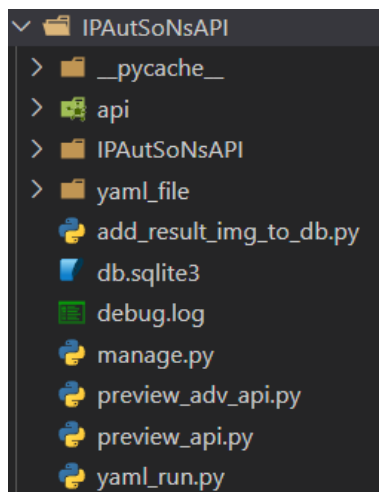 IPAutSoNsAPI
__pycache__
api
IPAutSoNsAPI
yaml_file
add_result_img_to_db.py
db.sqlite3
debug.log
manage.py
preview_adv_api.py
preview_api.py
yaml_run.py